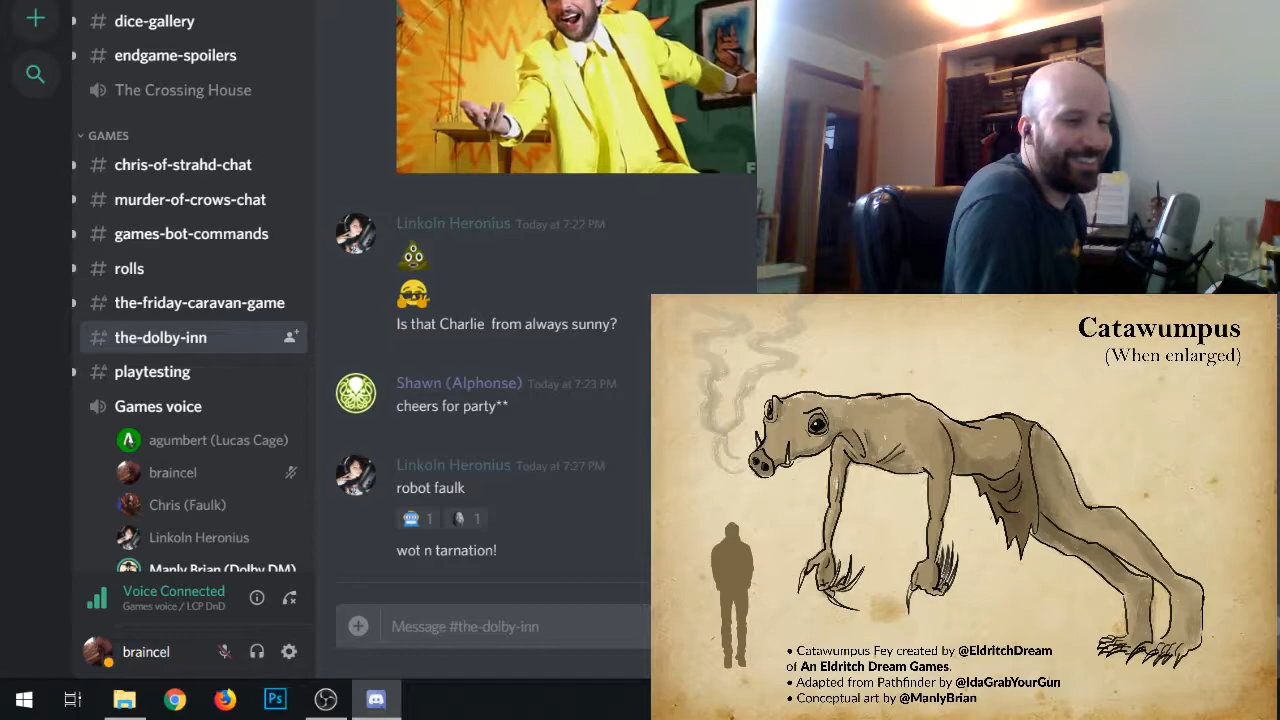 dice-gallery
endgame-spoilers
The Crossing House
GAMES
chris-of-strahd-chat
murder-of-crows-chat
games-bot-commands
rolls
the-friday-caravan-game
the-dolby-inn
playtesting
Games voice
agumbert (Lucas Cage)
braincel
Chris (Faulk)
Linkoln Heronius
Manly Brian (Dolby DM)
Voice Connected
Games voice / LCP DnD
braincel
Linkoln Heronius Today at 7:22 PM
Is that Charlie from always sunny?
Shawn (Alphonse) Today at 7:23 PM
cheers for party**
Linkoln Heronius Today at 7:27 PM
robot faulk
1 1
wot n tarnation!
Message #the-dolby-inn
Ps
Catawumpus
(When enlarged)
• Catawumpus Fey created by @EldritchDream
of An Eldritch Dream Games.
• Adapted from Pathfinder by @IdaGrabYourGun
• Conceptual art by @ManlyBrian